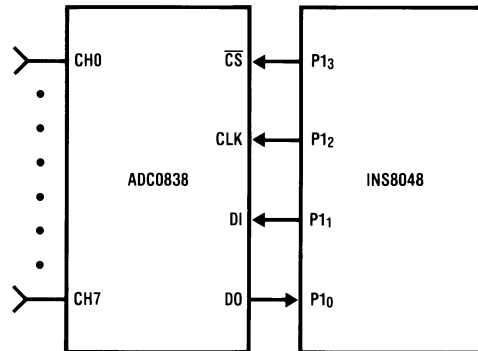 CH0
CS̅
P1₃
CLK
P1₂
ADC0838
INS8048
DI
P1₁
CH7
DO
P1₀